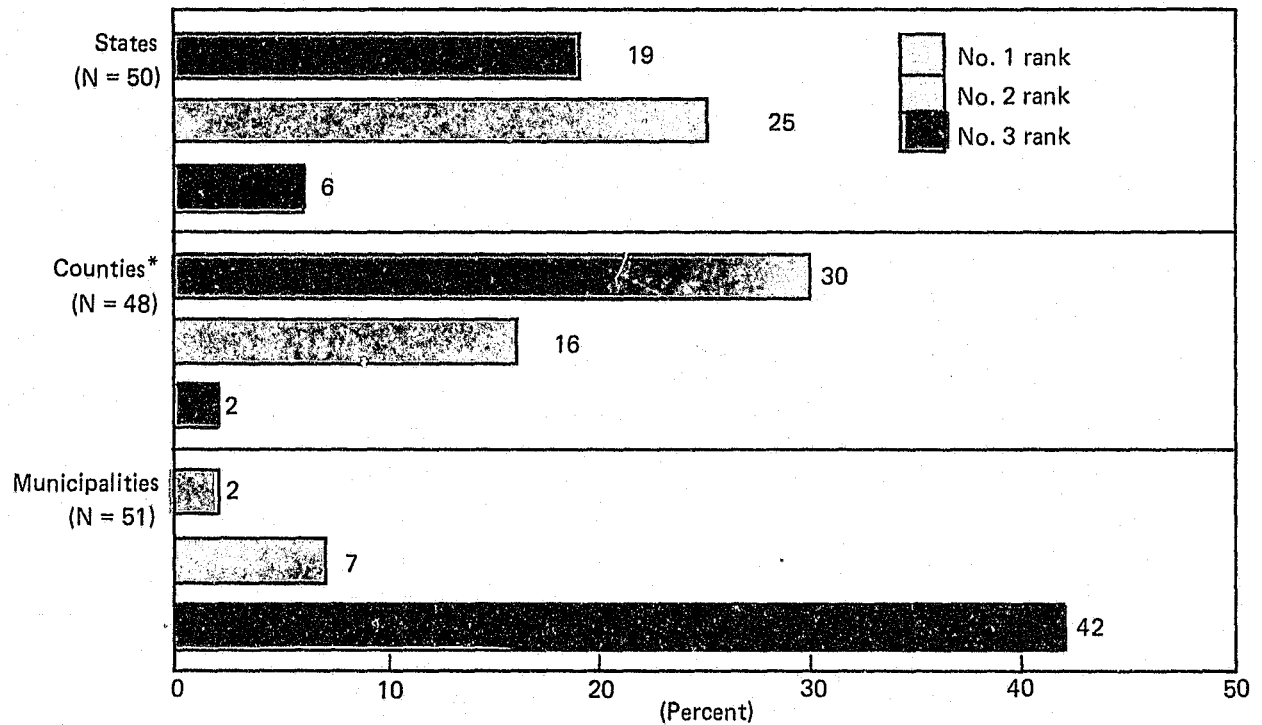 States
(N = 50)
19
25
6
No. 1 rank
No. 2 rank
No. 3 rank
Counties*
(N = 48)
30
16
2
Municipalities
(N = 51)
2
7
42
0 10 20 30 40 50
(Percent)